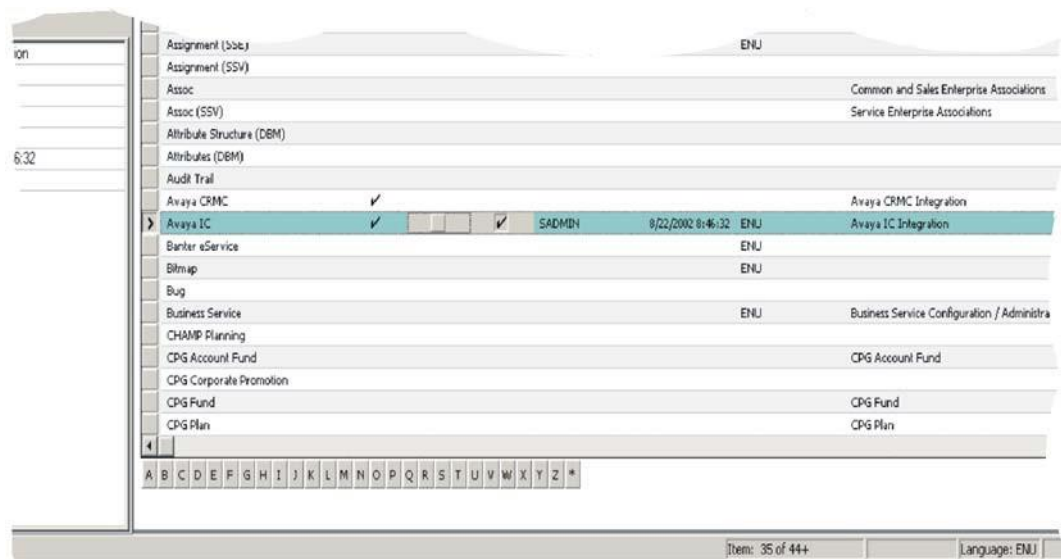 ion
6:32
Assignment (SSE)  ENU
Assignment (SSV)
Assoc  Common and Sales Enterprise Associations
Assoc (SSV)  Service Enterprise Associations
Attribute Structure (DBM)
Attributes (DBM)
Audit Trail
Avaya CRMC ✓  Avaya CRMC Integration
Avaya IC ✓ ✓ SADMIN 8/22/2002 8:46:32 ENU Avaya IC Integration
Banter eService  ENU
Bitmap  ENU
Bug
Business Service  ENU Business Service Configuration / Administra
CHAMP Planning
CPG Account Fund  CPG Account Fund
CPG Corporate Promotion
CPG Fund  CPG Fund
CPG Plan  CPG Plan
A B C D E F G H I J K L M N O P Q R S T U V W X Y Z *
Item: 35 of 44+  Language: ENU